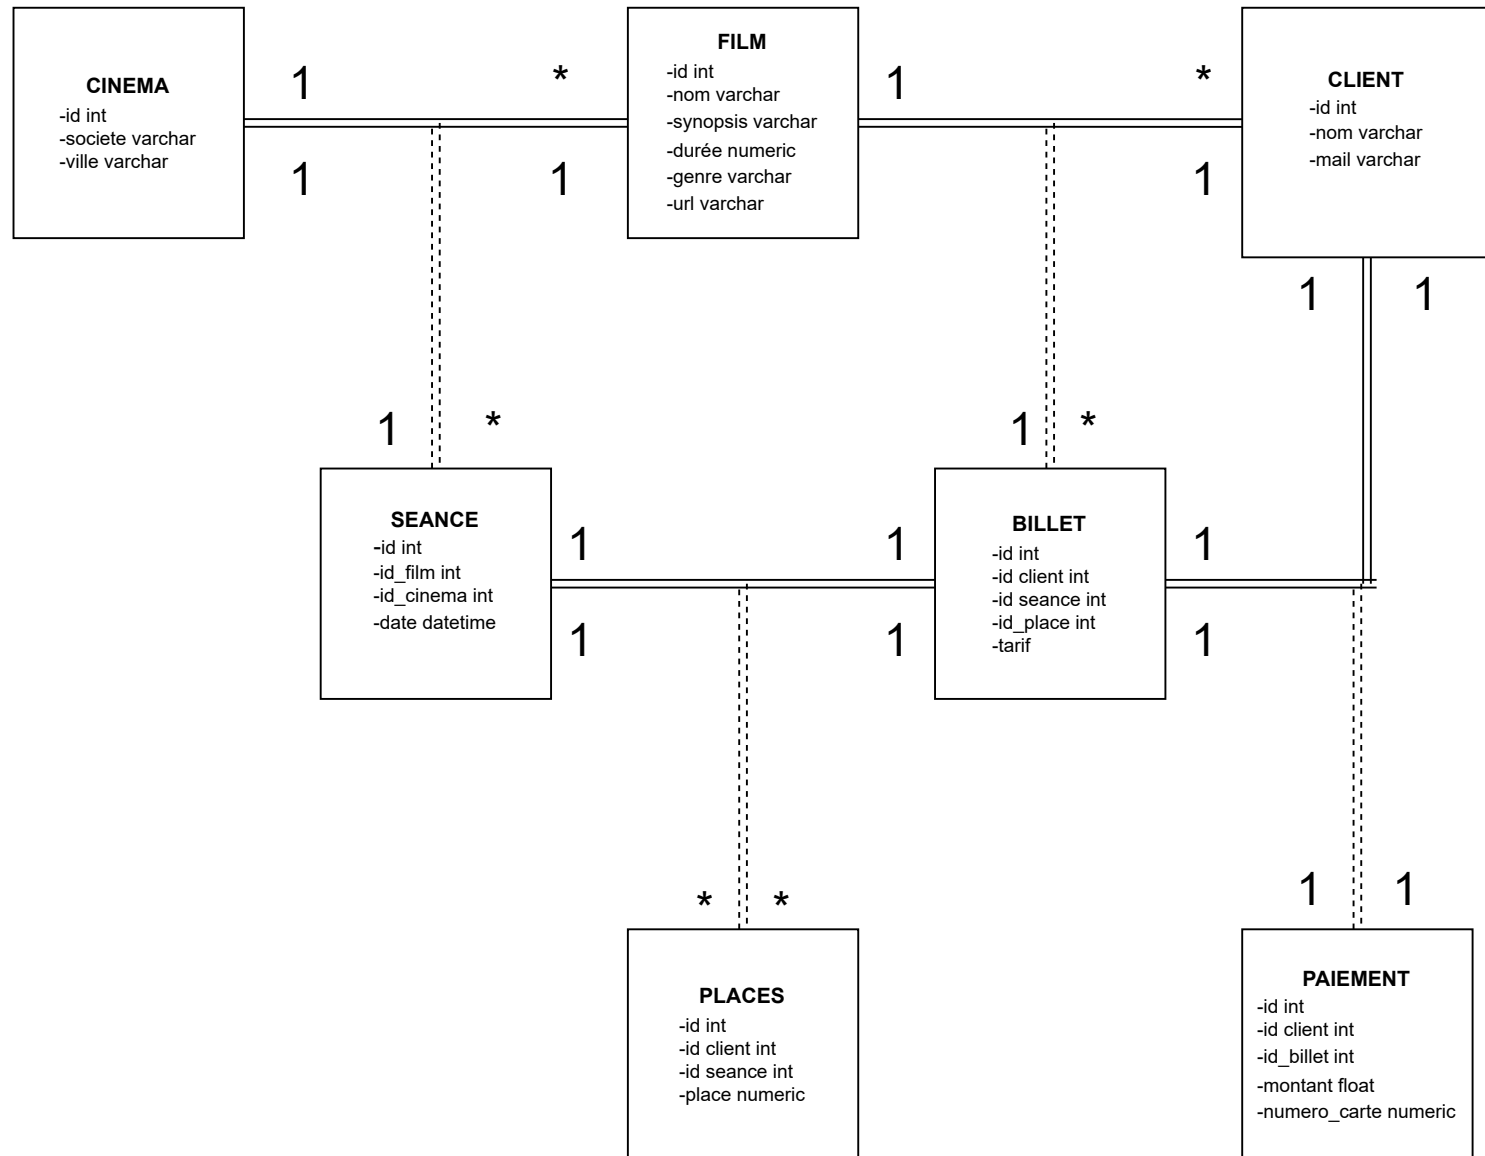 CINEMA
-id int
-societe varchar
-ville varchar
1
*
1
1
FILM
-id int
-nom varchar
-synopsis varchar
-durée numeric
-genre varchar
-url varchar
1
*
1
CLIENT
-id int
-nom varchar
-mail varchar
1
1
1
*
1
*
SEANCE
-id int
-id_film int
-id_cinema int
-date datetime
1
1
1
1
BILLET
-id int
-id client int
-id seance int
-id_place int
-tarif
1
1
*
*
PLACES
-id int
-id client int
-id seance int
-place numeric
1
1
PAIEMENT
-id int
-id client int
-id_billet int
-montant float
-numero_carte numeric